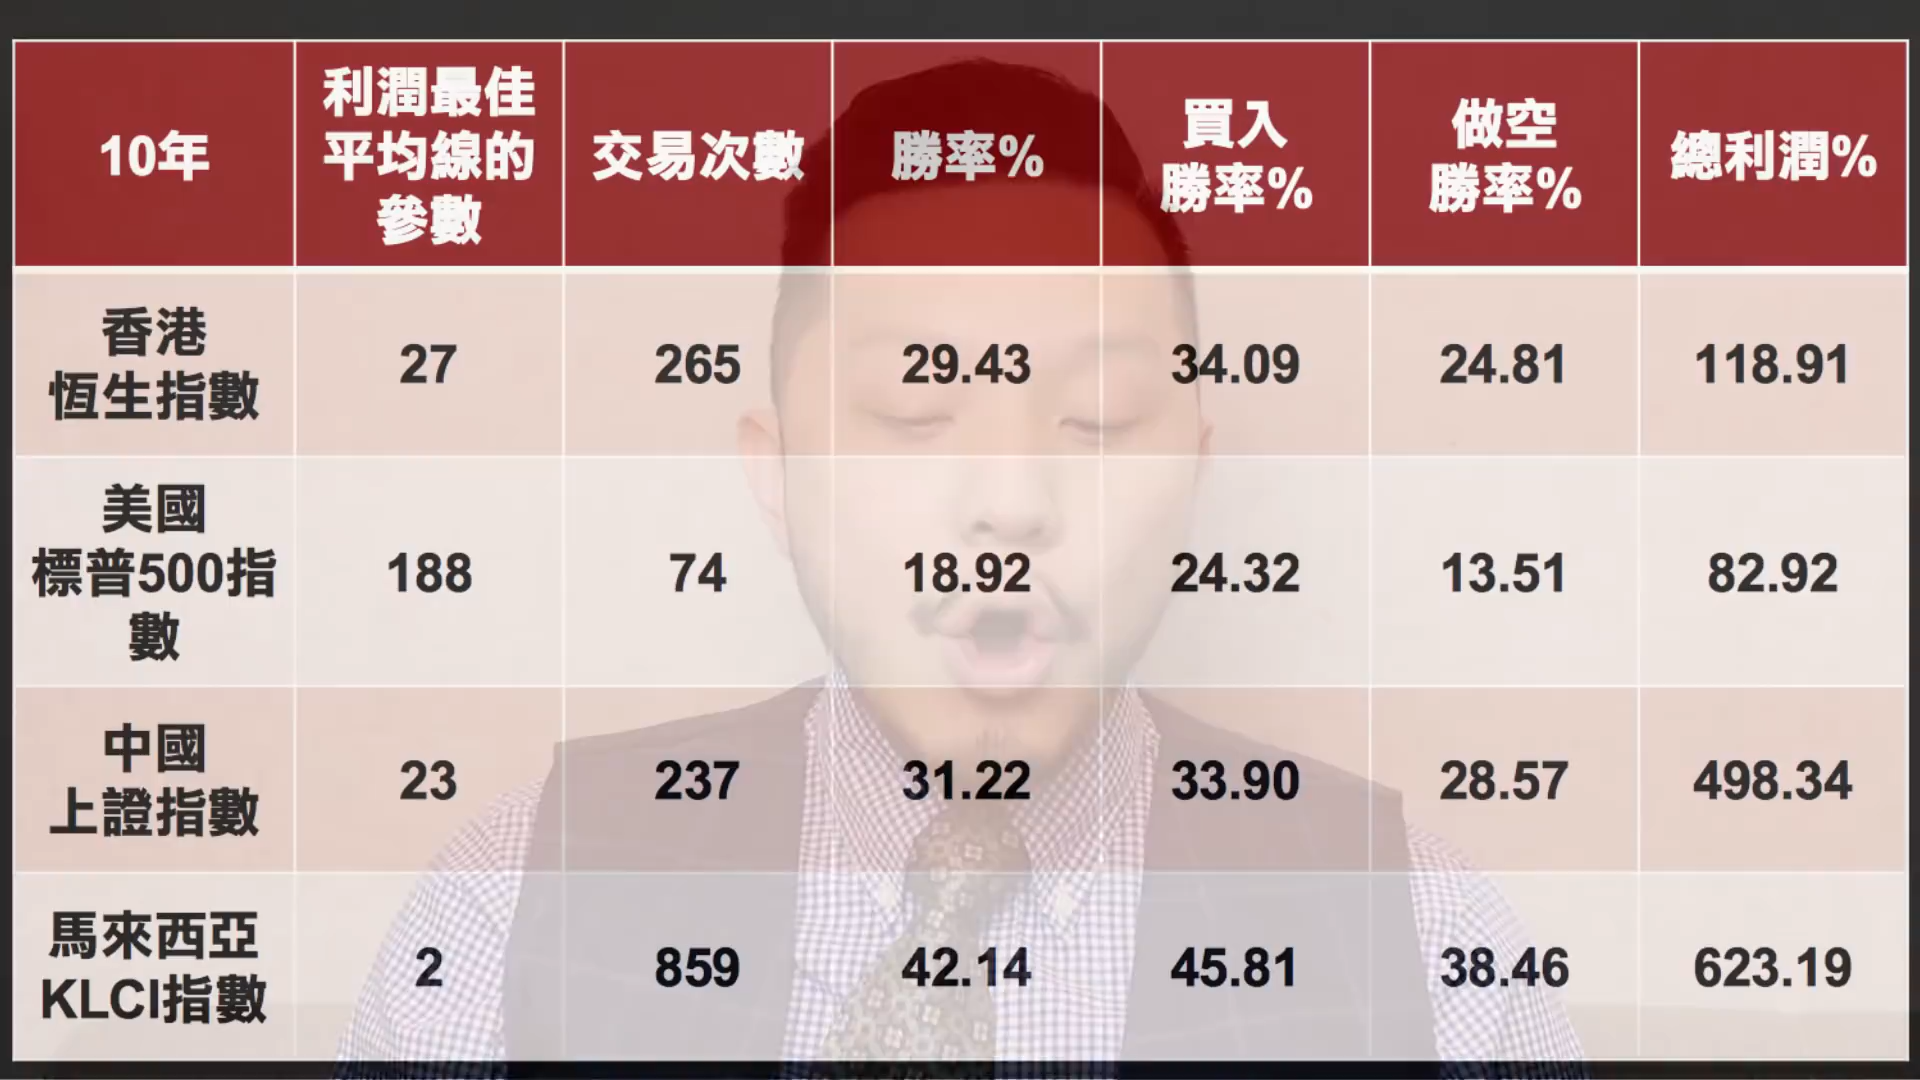 10年
利潤最佳
平均線的
參數
交易次數
勝率%
買入
勝率%
做空
勝率%
總利潤%
香港
恆生指數
27
265
29.43
34.09
24.81
118.91
美國
標普500指
數
188
74
18.92
24.32
13.51
82.92
中國
上證指數
23
237
31.22
33.90
28.57
498.34
馬來西亞
KLCI指數
2
859
42.14
45.81
38.46
623.19